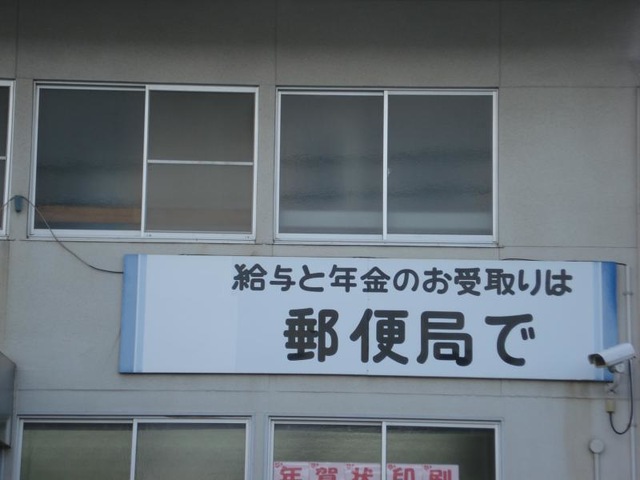 給与と年金のお受取りは
郵便局で
年賀状印刷